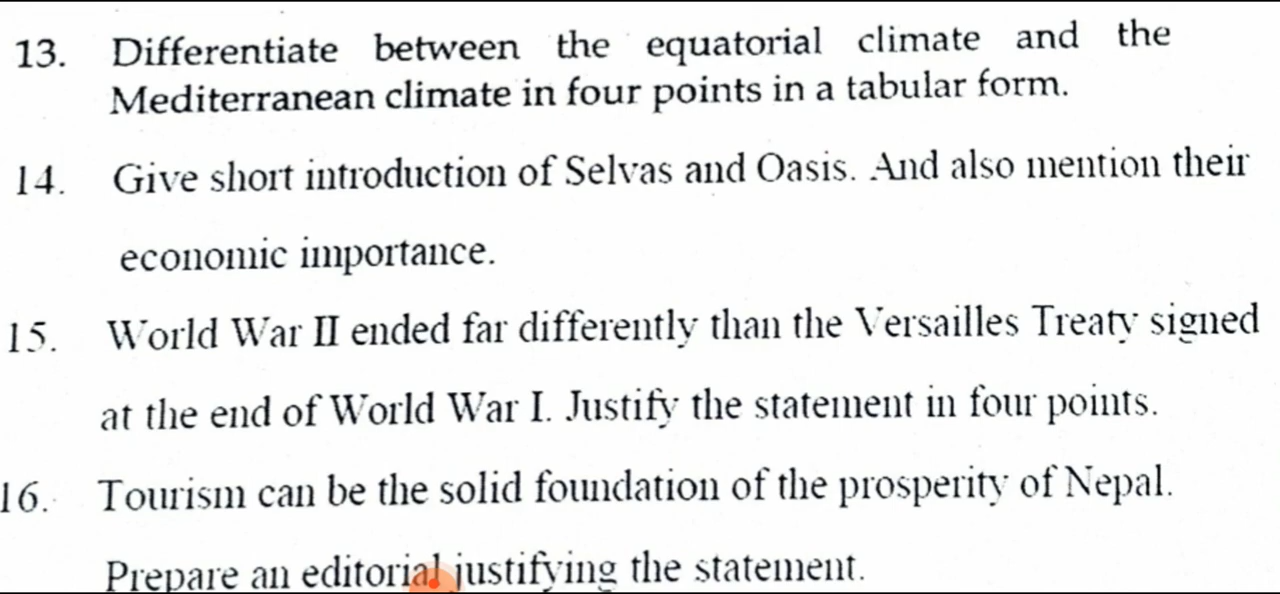 13. Differentiate between the equatorial climate and the
Mediterranean climate in four points in a tabular form.
14. Give short introduction of Selvas and Oasis. And also mention their
economic importance.
15. World War II ended far differently than the Versailles Treaty signed
at the end of World War I. Justify the statement in four points.
16. Tourism can be the solid foundation of the prosperity of Nepal.
Prepare an editorial justifying the statement.